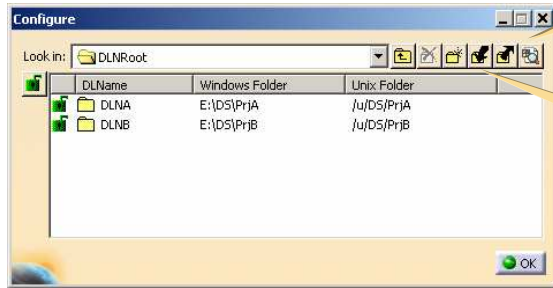 Configure
Look in: DLNRoot
DLName Windows Folder Unix Folder
DLNA E:\DS\PrjA /u/DS/PrjA
DLNB E:\DS\PrjB /u/DS/PrjB
OK